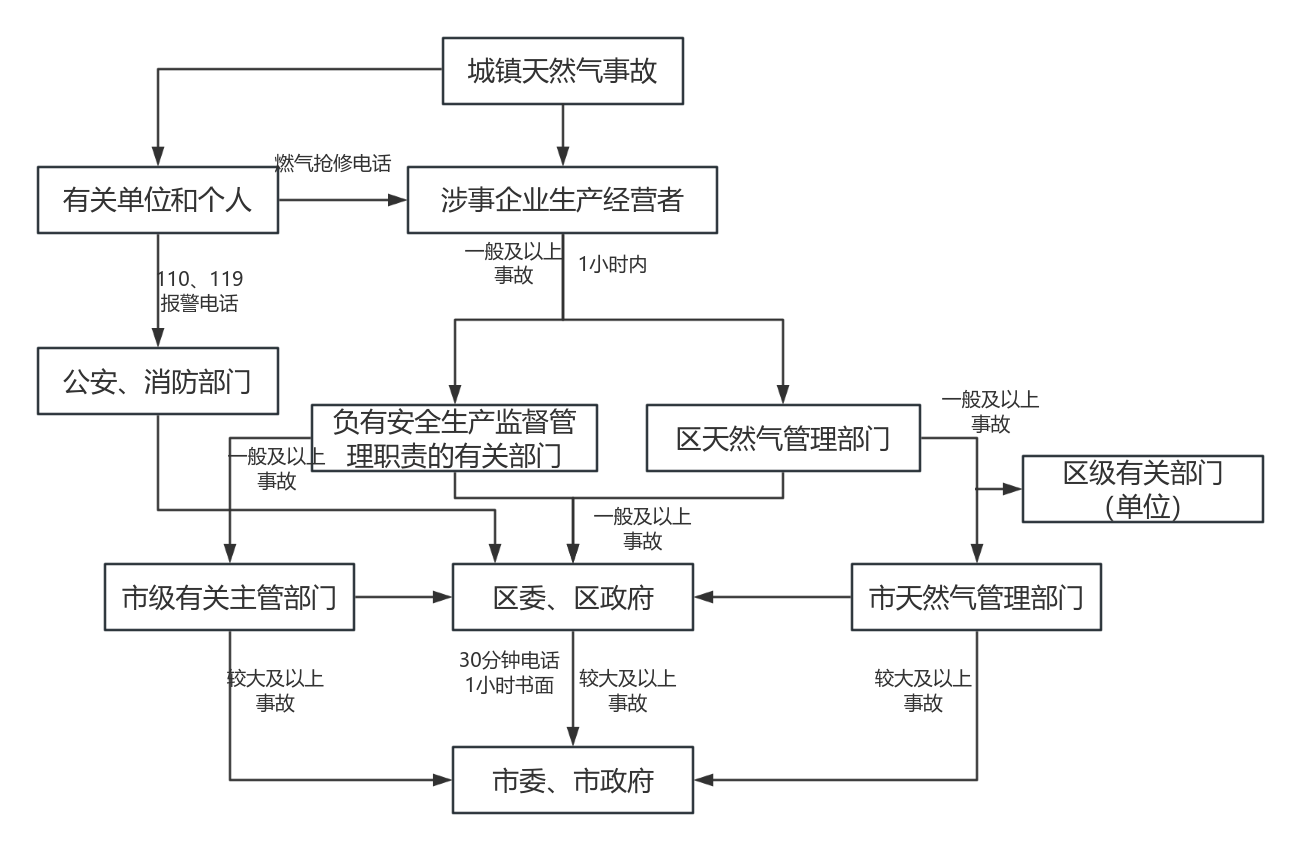 城镇天然气事故
燃气抢修电话
有关单位和个人
涉事企业生产经营者
一般及以上
事故
1小时内
110、119
报警电话
公安、消防部门
负有安全生产监督管
理职责的有关部门
区天然气管理部门
一般及以上
事故
一般及以上
事故
区级有关部门
（单位）
一般及以上
事故
市级有关主管部门
区委、区政府
市天然气管理部门
较大及以上
事故
30分钟电话
1小时书面
较大及以上
事故
较大及以上
事故
市委、市政府